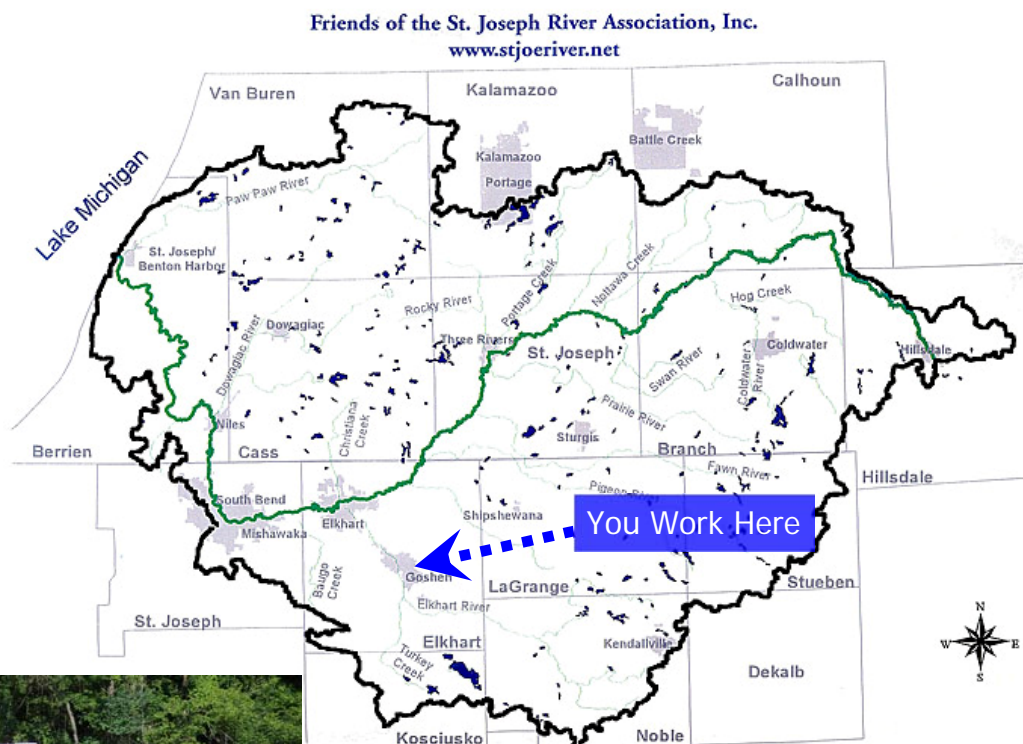 Friends of the St. Joseph River Association, Inc.
www.stjoeriver.net
Van Buren
Kalamazoo
Calhoun
Battle Creek
Kalamazoo
Portage
Lake Michigan
Paw Paw River
St. Joseph/
Benton Harbor
Portage Creek
Nottawa Creek
Hog Creek
Rocky River
Dowagiac
Dowagiac River
Three Rivers
St. Joseph
Coldwater
Hillsdale
Swan River
Coldwater
River
Prairie River
Christiana
Creek
Niles
Sturgis
Berrien
Cass
Branch
Fawn River
Hillsdale
Pigeon River
South Bend
Elkhart
Mishawaka
Shipshewana
You Work Here
Baugo
Creek
Goshen
LaGrange
Stueben
Elkhart River
St. Joseph
Elkhart
Kendallville
Turkey
Creek
Dekalb
N
W
E
S
Kosciusko
Noble